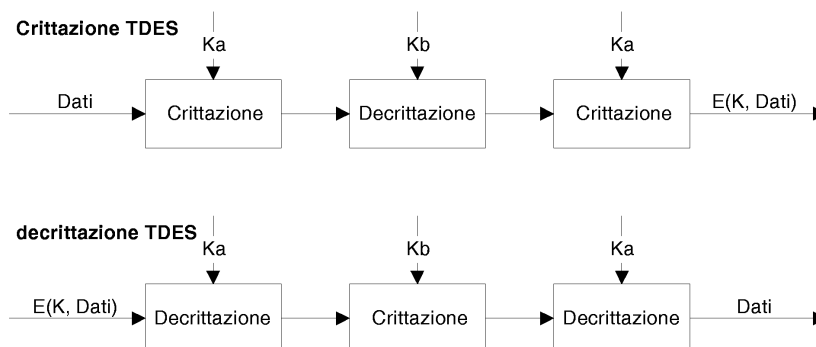 Crittazione TDES
Ka
Kb
Ka
Dati
Crittazione
Decrittazione
Crittazione
E(K, Dati)
decrittazione TDES
Ka
Kb
Ka
E(K, Dati)
Decrittazione
Crittazione
Decrittazione
Dati